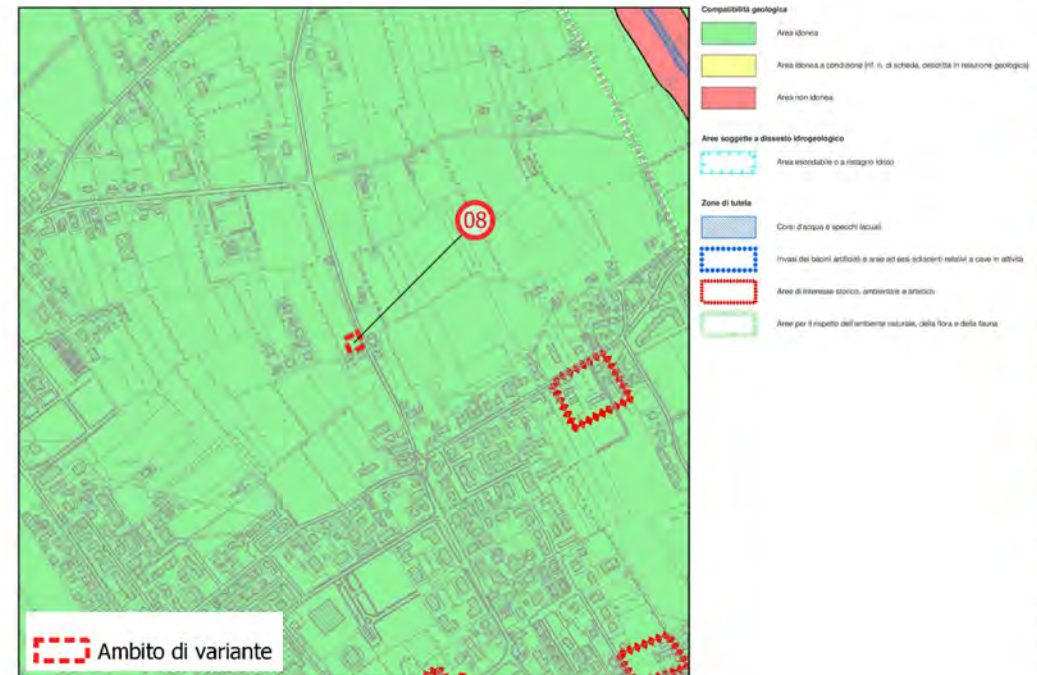 08
Ambito di variante
Compatibilità geologica
Area idonea
Area idonea a condizione (rif. n. di scheda, descritta in relazione geologica)
Area non idonea
Aree soggette a dissesto idrogeologico
Area esondabile o a ristagno idrico
Zone di tutela
Corsi d'acqua e specchi lacuali
Invasi dei bacini artificiali e aree ad essi adiacenti relativi a cave in attività
Aree di interesse storico, ambientale e artistico
Aree per il rispetto dell'ambiente naturale, della flora e della fauna